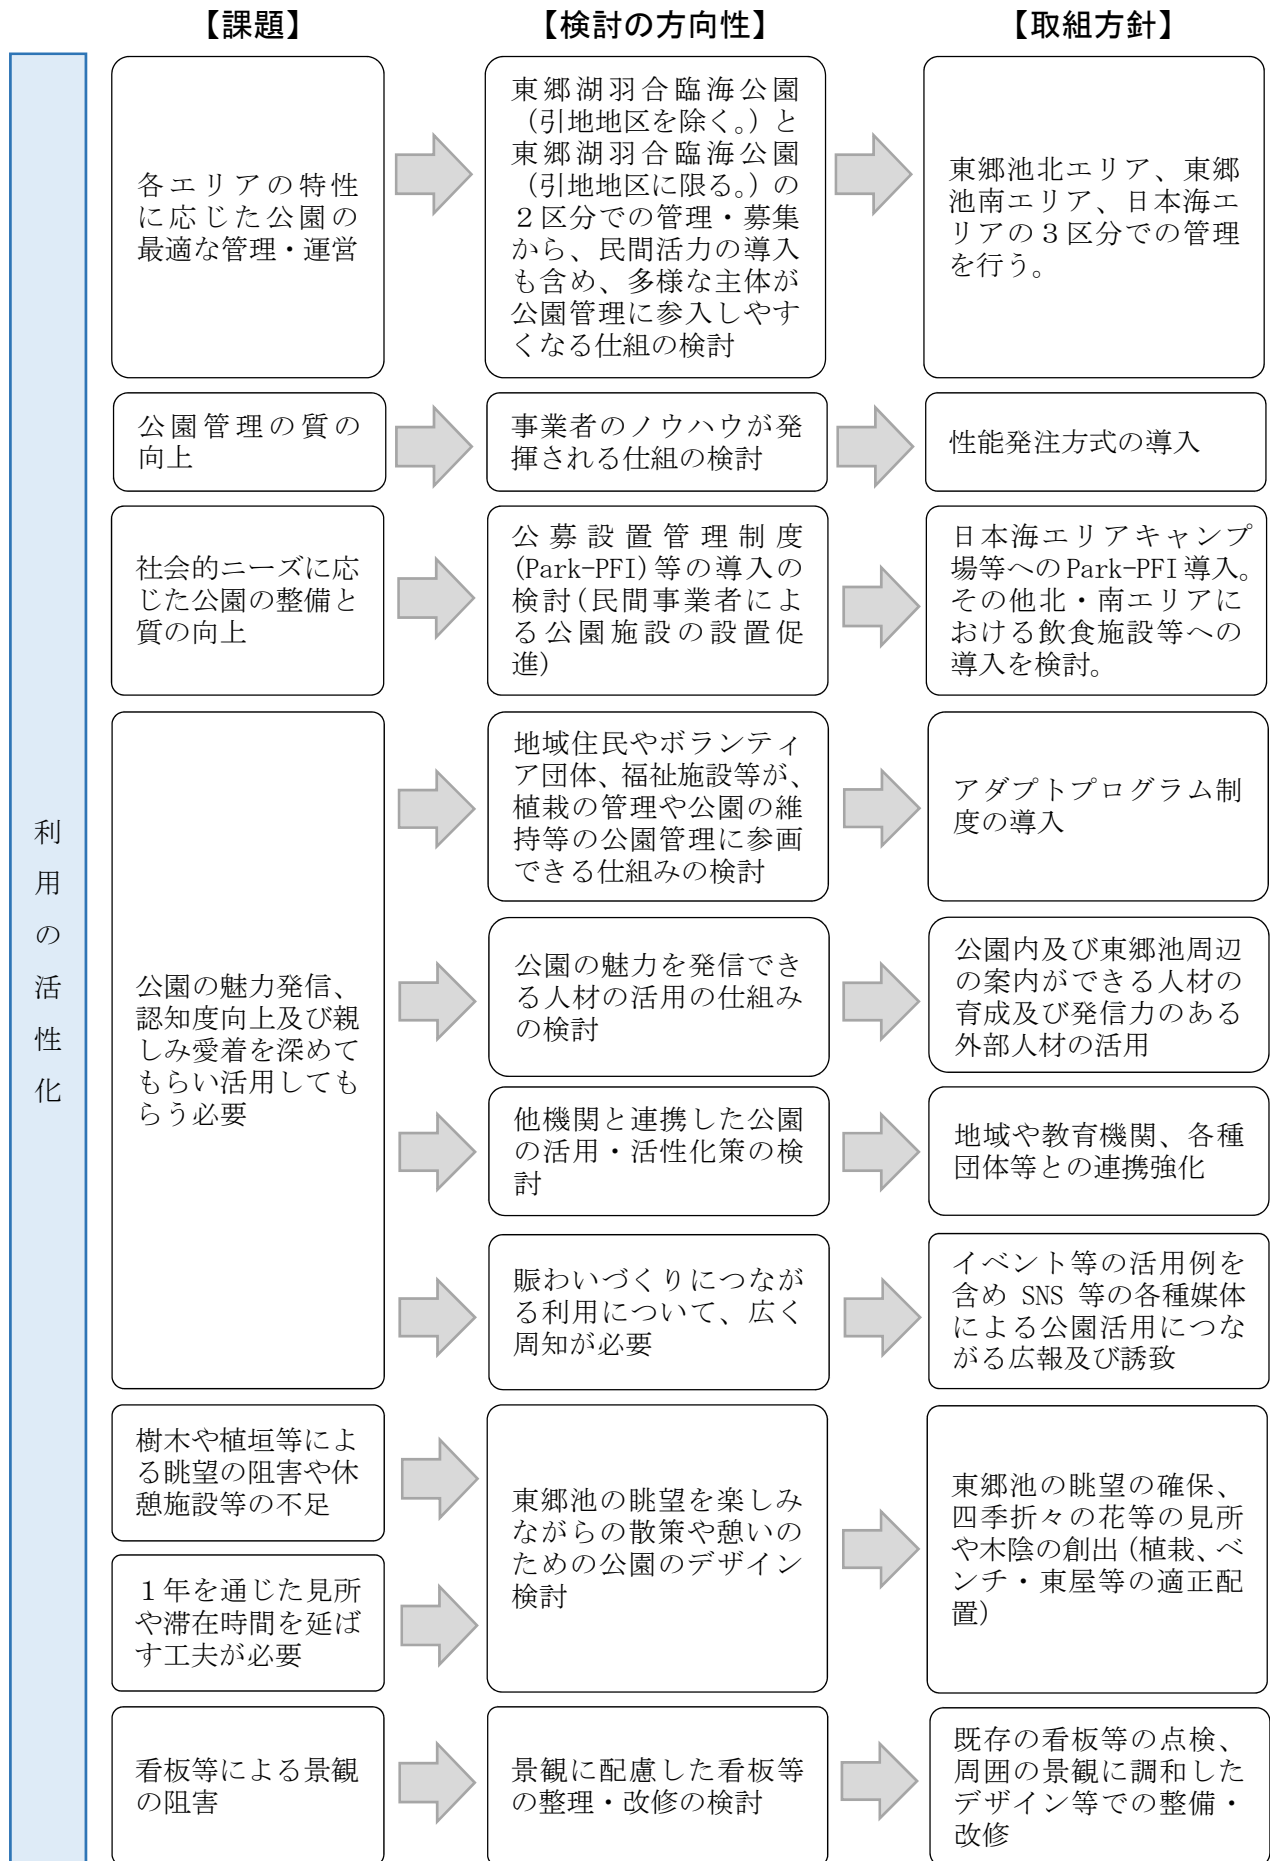 【課題】
【検討の方向性】
【取組方針】
利用の活性化
各エリアの特性
に応じた公園の
最適な管理・運営
東郷湖羽合臨海公園
（引地地区を除く。）と
東郷湖羽合臨海公園
（引地地区に限る。）の
２区分での管理・募集
から、民間活力の導入
も含め、多様な主体が
公園管理に参入しやす
くなる仕組の検討
東郷池北エリア、東郷
池南エリア、日本海エ
リアの３区分での管理
を行う。
公園管理の質の
向上
事業者のノウハウが発
揮される仕組の検討
性能発注方式の導入
社会的ニーズに応
じた公園の整備と
質の向上
公募設置管理制度
(Park-PFI)等の導入の
検討(民間事業者によ
る公園施設の設置促
進)
日本海エリアキャンプ
場等へのPark-PFI導入。
その他北・南エリアに
おける飲食施設等への
導入を検討。
公園の魅力発信、
認知度向上及び親
しみ愛着を深めて
もらい活用しても
らう必要
地域住民やボランティ
ア団体、福祉施設等が、
植栽の管理や公園の維
持等の公園管理に参画
できる仕組みの検討
アダプトプログラム制
度の導入
公園の魅力を発信でき
る人材の活用の仕組み
の検討
公園内及び東郷池周辺
の案内ができる人材の
育成及び発信力のある
外部人材の活用
他機関と連携した公園
の活用・活性化策の検
討
地域や教育機関、各種
団体等との連携強化
賑わいづくりにつなが
る利用について、広く
周知が必要
イベント等の活用例を
含め SNS 等の各種媒体
による公園活用につな
がる広報及び誘致
樹木や植垣等によ
る眺望の阻害や休
憩施設等の不足
１年を通じた見所
や滞在時間を延ば
す工夫が必要
東郷池の眺望を楽しみ
ながらの散策や憩いの
ための公園のデザイン
検討
東郷池の眺望の確保、
四季折々の花等の見所
や木陰の創出（植栽、ベ
ンチ・東屋等の適正配
置）
看板等による景観
の阻害
景観に配慮した看板等
の整理・改修の検討
既存の看板等の点検、
周囲の景観に調和した
デザイン等での整備・
改修